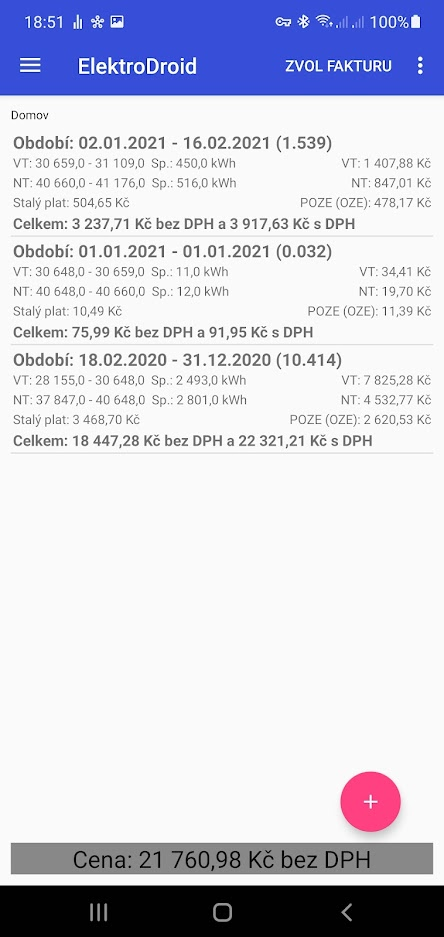 18:51 100%
ElektroDroid ZVOL FAKTURU
Domov
Období: 02.01.2021 - 16.02.2021 (1.539)
VT: 30 659,0 - 31 109,0 Sp.: 450,0 kWh VT: 1 407,88 Kč
NT: 40 660,0 - 41 176,0 Sp.: 516,0 kWh NT: 847,01 Kč
Stalý plat: 504,65 Kč POZE (OZE): 478,17 Kč
Celkem: 3 237,71 Kč bez DPH a 3 917,63 Kč s DPH
Období: 01.01.2021 - 01.01.2021 (0.032)
VT: 30 648,0 - 30 659,0 Sp.: 11,0 kWh VT: 34,41 Kč
NT: 40 648,0 - 40 660,0 Sp.: 12,0 kWh NT: 19,70 Kč
Stalý plat: 10,49 Kč POZE (OZE): 11,39 Kč
Celkem: 75,99 Kč bez DPH a 91,95 Kč s DPH
Období: 18.02.2020 - 31.12.2020 (10.414)
VT: 28 155,0 - 30 648,0 Sp.: 2 493,0 kWh VT: 7 825,28 Kč
NT: 37 847,0 - 40 648,0 Sp.: 2 801,0 kWh NT: 4 532,77 Kč
Stalý plat: 3 468,70 Kč POZE (OZE): 2 620,53 Kč
Celkem: 18 447,28 Kč bez DPH a 22 321,21 Kč s DPH
Cena: 21 760,98 Kč bez DPH